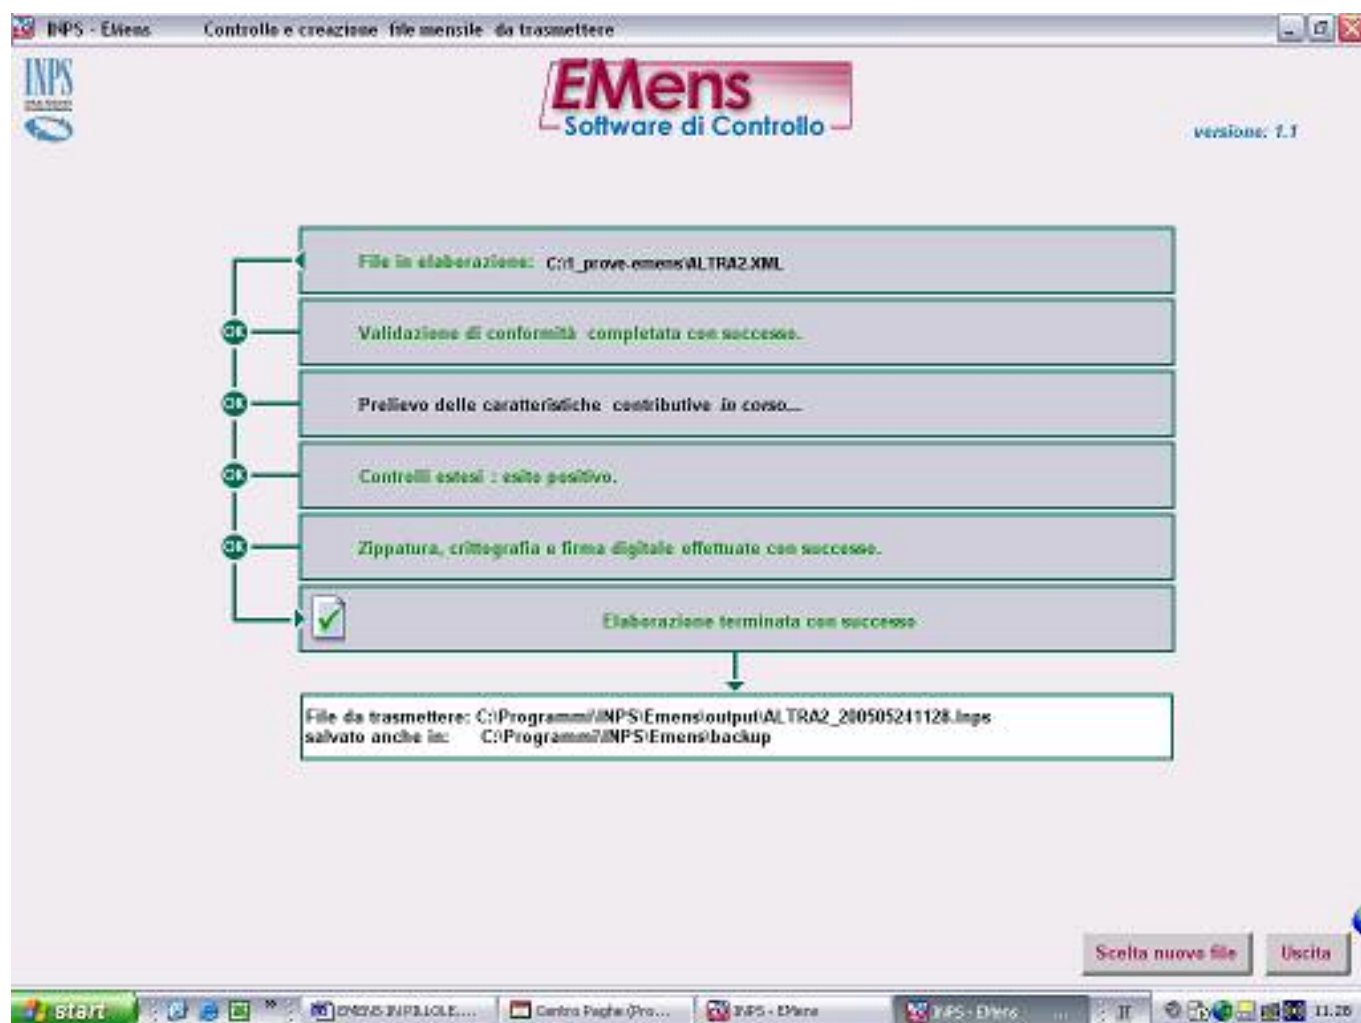 INPS - EMens Controllo e creazione file mensile da trasmettere
INPS
EMens
Software di Controllo
versione: 1.1
File in elaborazione: C:\1_prove-emens\ALTRA2.XML
OK
Validazione di conformità completata con successo.
OK
Prelievo delle caratteristiche contributive in corso...
OK
Controlli estesi : esito positivo.
OK
Zippatura, crittografia e firma digitale effettuate con successo.
Elaborazione terminata con successo
File da trasmettere: C:\Programmi\INPS\Emens\output\ALTRA2_200505241128.Inps
salvato anche in: C:\Programmi\INPS\Emens\backup
Scelta nuovo file
Uscita
start
EMENS IN PILLOLE....
Centro Paghe (Pro...
INPS - EMens
INPS - EMens ...
IT
11.28